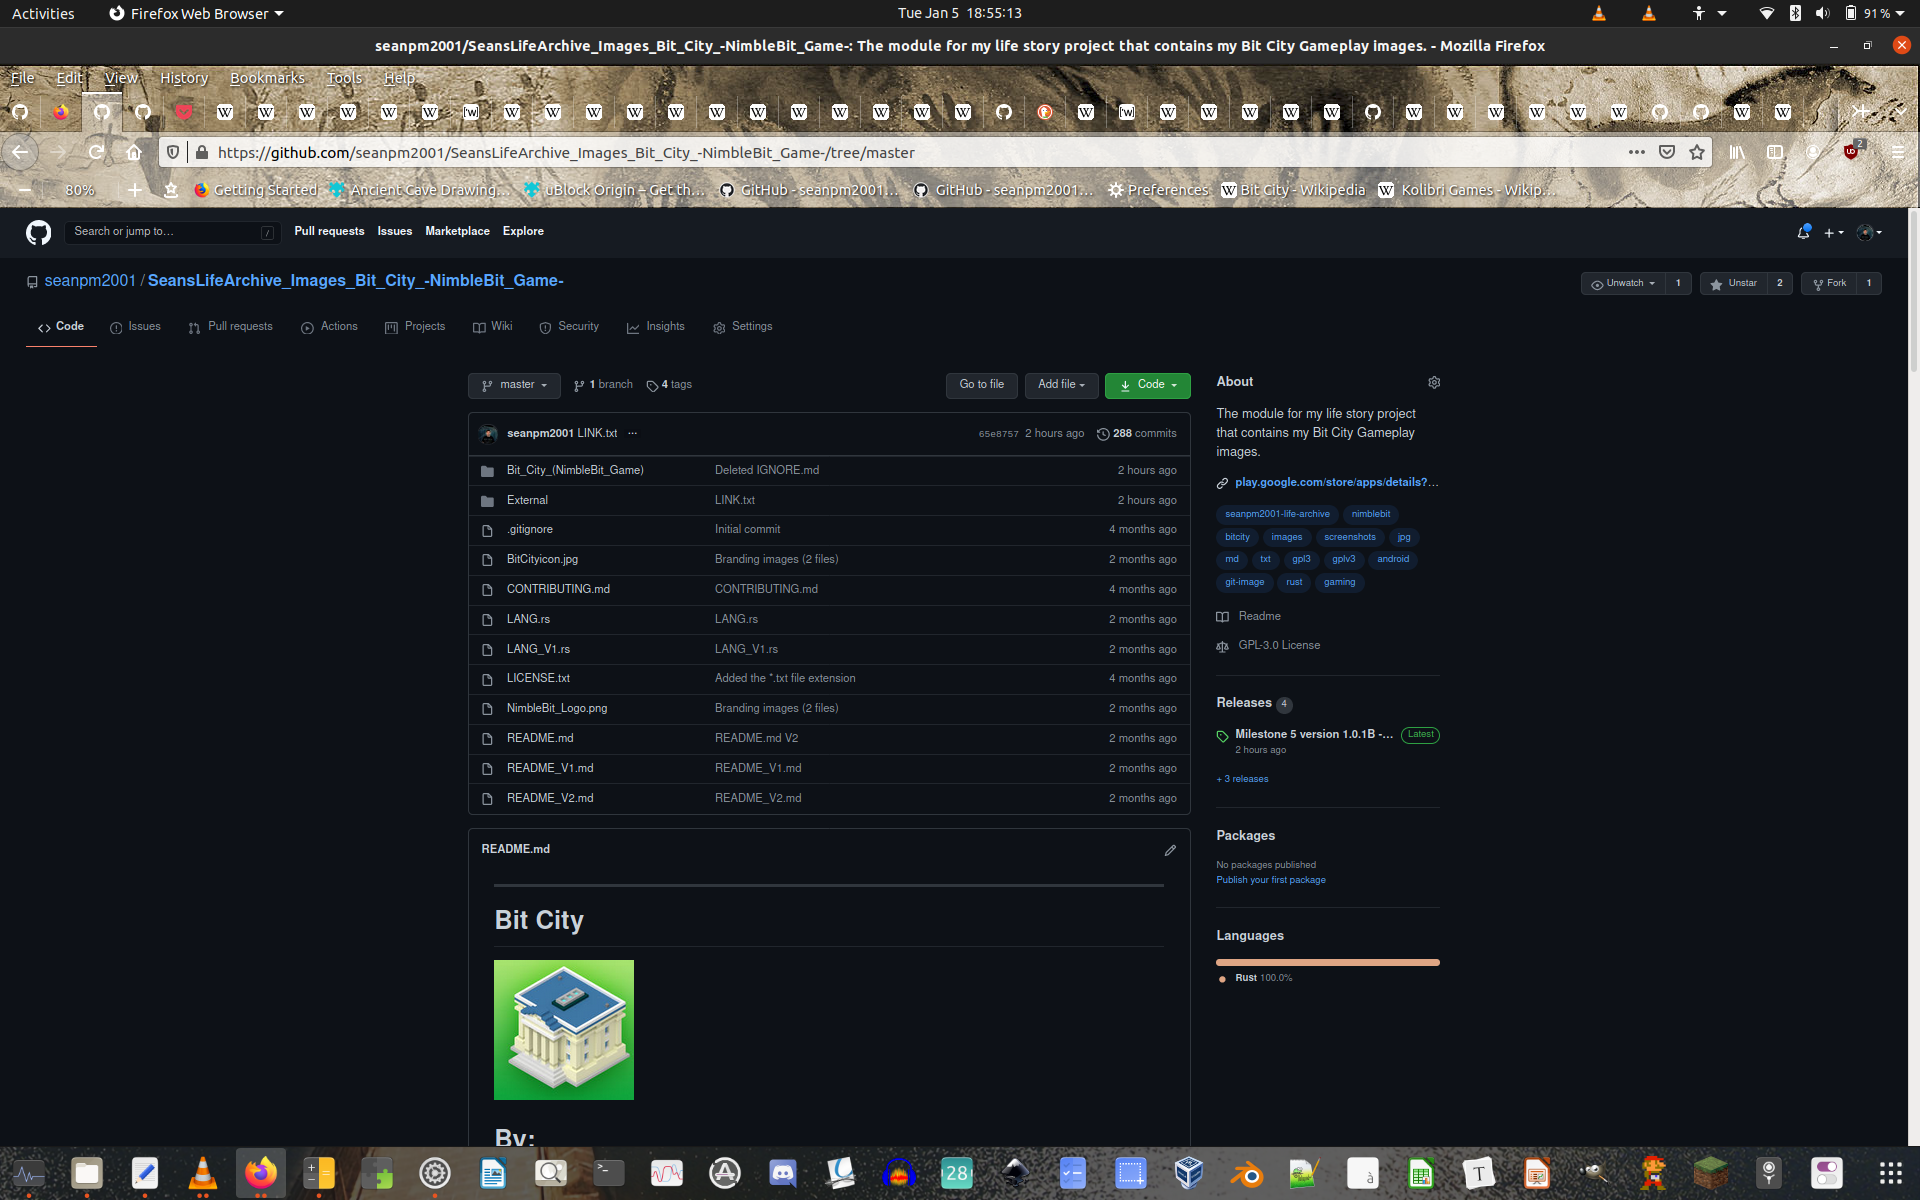 Activities Firefox Web Browser Tue Jan 5 18:55:13 91 %
seanpm2001/SeansLifeArchive_Images_Bit_City_-NimbleBit_Game-: The module for my life story project that contains my Bit City Gameplay images. - Mozilla Firefox
File Edit View History Bookmarks Tools Help
https://github.com/seanpm2001/SeansLifeArchive_Images_Bit_City_-NimbleBit_Game-/tree/master 2
80% Getting Started Ancient Cave Drawing… uBlock Origin – Get th… GitHub - seanpm2001… GitHub - seanpm2001… Preferences Bit City - Wikipedia Kolibri Games - Wikip…
Search or jump to… / Pull requests Issues Marketplace Explore
seanpm2001 / SeansLifeArchive_Images_Bit_City_-NimbleBit_Game- Unwatch 1 Unstar 2 Fork 1
Code Issues Pull requests Actions Projects Wiki Security Insights Settings
master 1 branch 4 tags Go to file Add file Code
seanpm2001 LINK.txt ... 65e8757 2 hours ago 288 commits
Bit_City_(NimbleBit_Game) Deleted IGNORE.md 2 hours ago
External LINK.txt 2 hours ago
.gitignore Initial commit 4 months ago
BitCityicon.jpg Branding images (2 files) 2 months ago
CONTRIBUTING.md CONTRIBUTING.md 4 months ago
LANG.rs LANG.rs 2 months ago
LANG_V1.rs LANG_V1.rs 2 months ago
LICENSE.txt Added the *.txt file extension 4 months ago
NimbleBit_Logo.png Branding images (2 files) 2 months ago
README.md README.md V2 2 months ago
README_V1.md README_V1.md 2 months ago
README_V2.md README_V2.md 2 months ago
README.md
Bit City
By:
About
The module for my life story project
that contains my Bit City Gameplay
images.
play.google.com/store/apps/details?…
seanpm2001-life-archive nimblebit
bitcity images screenshots jpg
md txt gpl3 gplv3 android
git-image rust gaming
Readme
GPL-3.0 License
Releases 4
Milestone 5 version 1.0.1B -… Latest
2 hours ago
+ 3 releases
Packages
No packages published
Publish your first package
Languages
Rust 100.0%
28